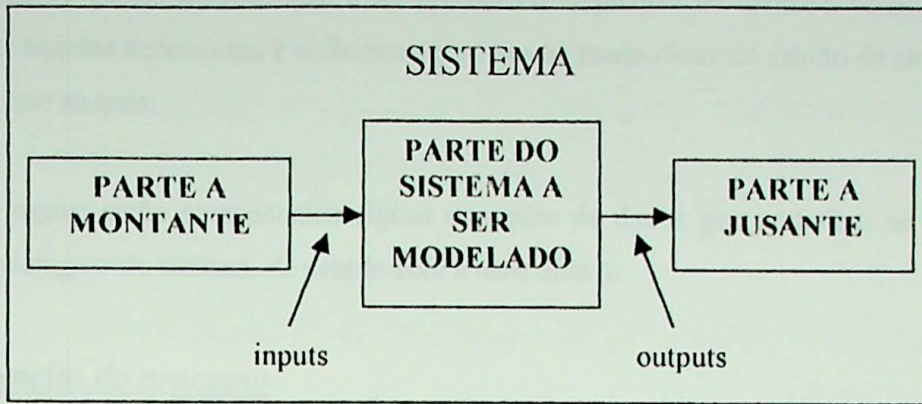 SISTEMA
PARTE A
MONTANTE
PARTE DO
SISTEMA A
SER
MODELADO
PARTE A
JUSANTE
inputs
outputs